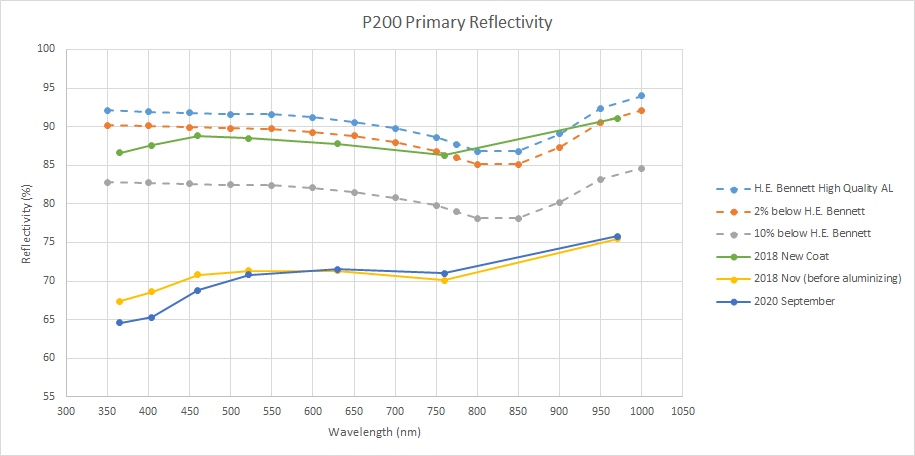 P200 Primary Reflectivity
100
95
90
85
80
75
70
65
60
55
Reflectivity (%)
300 350 400 450 500 550 600 650 700 750 800 850 900 950 1000 1050
Wavelength (nm)
H.E. Bennett High Quality AL
2% below H.E. Bennett
10% below H.E. Bennett
2018 New Coat
2018 Nov (before aluminizing)
2020 September